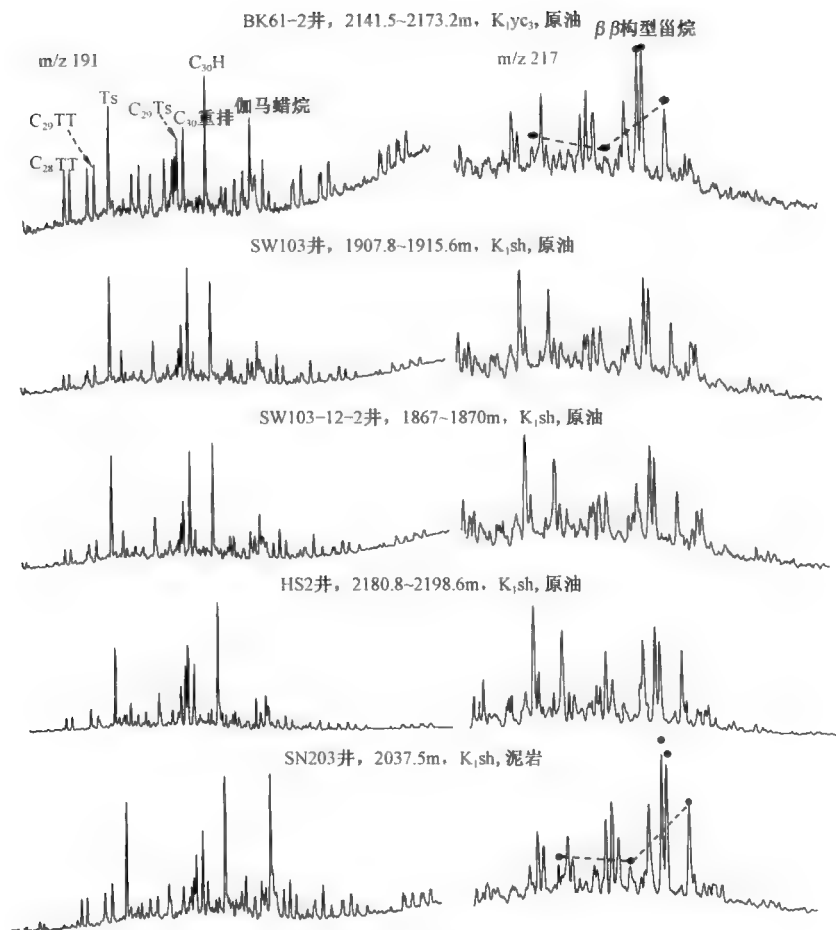 BK61-2井，2141.5~2173.2m，K₁yc₃, 原油
ββ构型甾烷
m/z 191
C₃₀H
m/z 217
Ts
C₂₉Ts
C₃₀重排
伽马蜡烷
C₂₉TT
C₂₈TT
SW103井，1907.8~1915.6m，K₁sh, 原油
SW103-12-2井，1867~1870m，K₁sh, 原油
HS2井，2180.8~2198.6m，K₁sh, 原油
SN203井，2037.5m，K₁sh, 泥岩